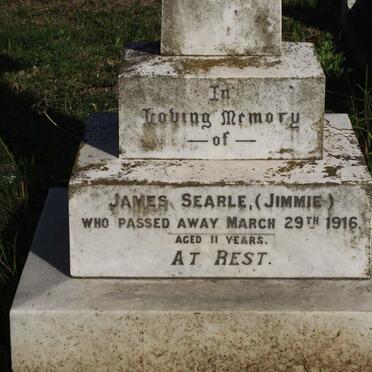 In
Loving Memory
— of —
JAMES SEARLE, (JIMMIE)
WHO PASSED AWAY MARCH 29TH 1916.
AGED 11 YEARS.
AT REST.